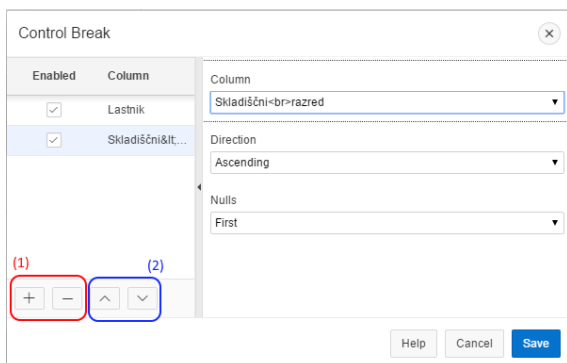 Control Break
Enabled Column
Lastnik
Skladiščni&lt;...
Column
Skladiščni<br>razred
Direction
Ascending
Nulls
First
(1) (2)
Help Cancel Save